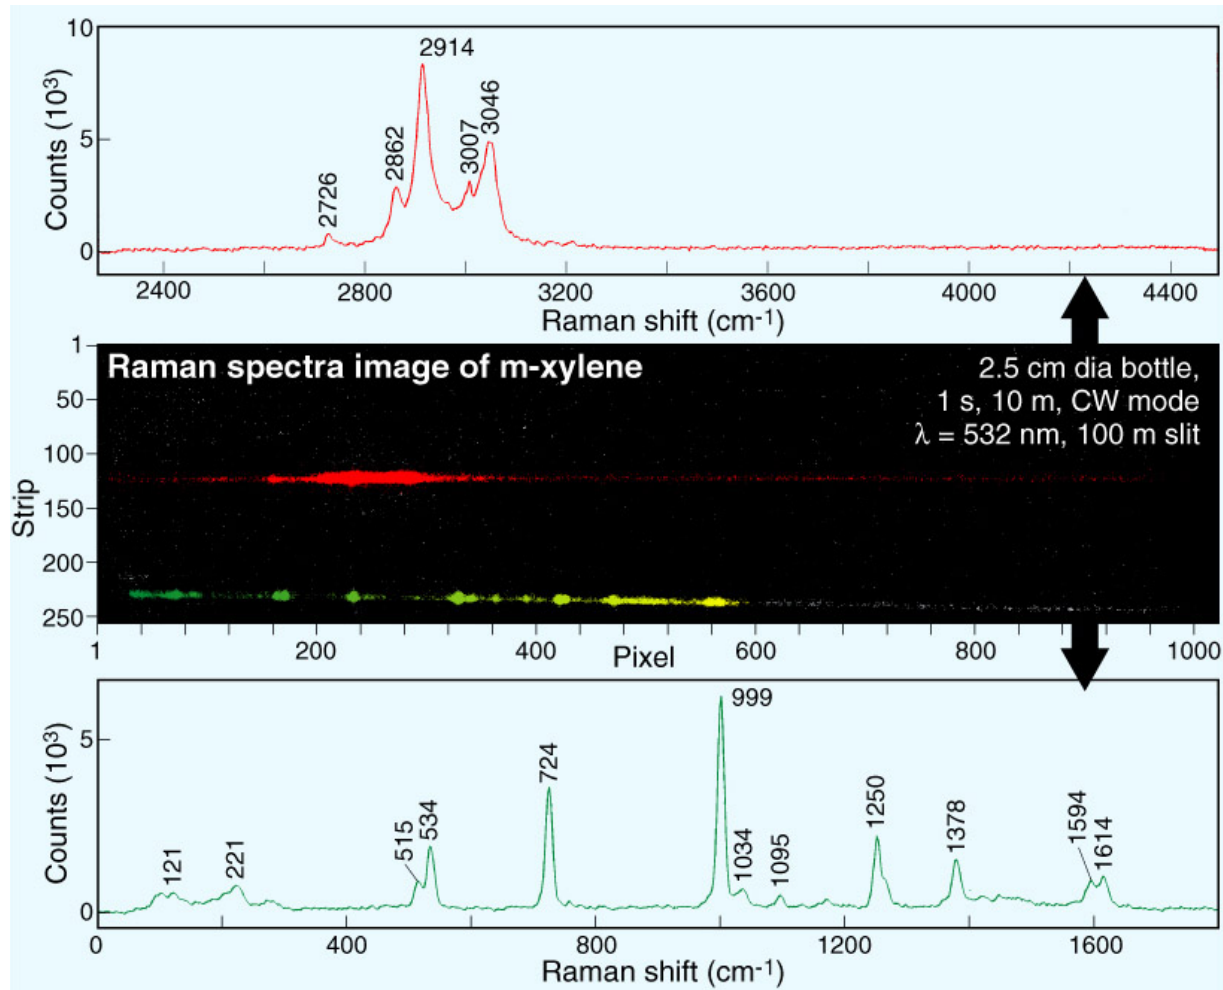 10
2914
Counts (10³)
5
2862
3007
3046
2726
0
2400 2800 3200 3600 4000 4400
Raman shift (cm⁻¹)
1
Raman spectra image of m-xylene
2.5 cm dia bottle,
1 s, 10 m, CW mode
λ = 532 nm, 100 m slit
50
100
Strip
150
200
250
1 200 400 600 800 1000
Pixel
999
Counts (10³)
5
724
1250
1594
1614
534
515
1378
1034
1095
121
221
0
0 400 800 1200 1600
Raman shift (cm⁻¹)